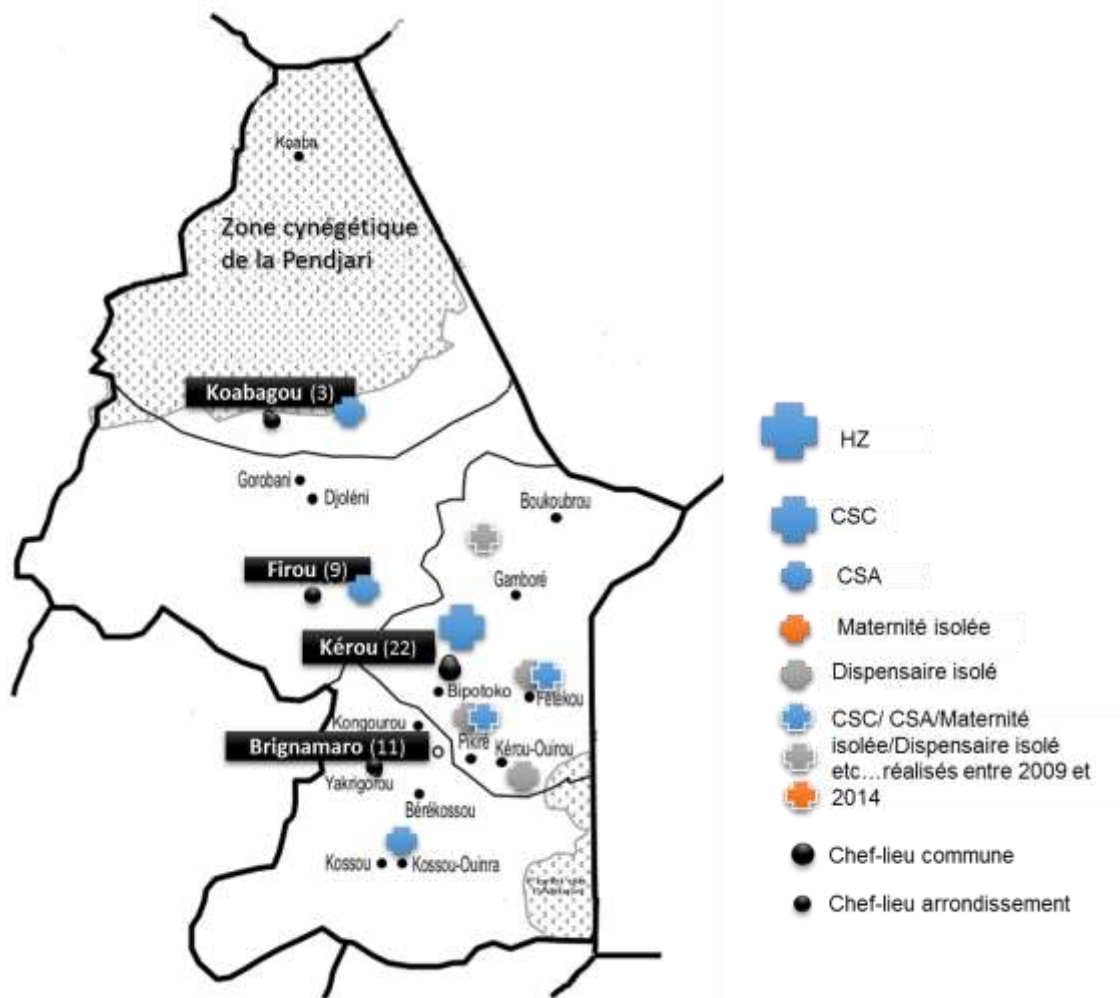 Koaba
Zone cynégétique
de la Pendjari
Koabagou (3)
Gorobani
Djoléni
Boukoubrou
Firou (9)
Gamboré
Kérou (22)
Bipotoko
Fétékou
Kongourou
Brignamaro (11)
Pikiré
Kérou-Ouirou
Yakrigorou
Bérékossou
Kossou
Kossou-Ouinra
HZ
CSC
CSA
Maternité isolée
Dispensaire isolé
CSC/ CSA/Maternité
isolée/Dispensaire isolé
etc...réalisés entre 2009 et
2014
Chef-lieu commune
Chef-lieu arrondissement